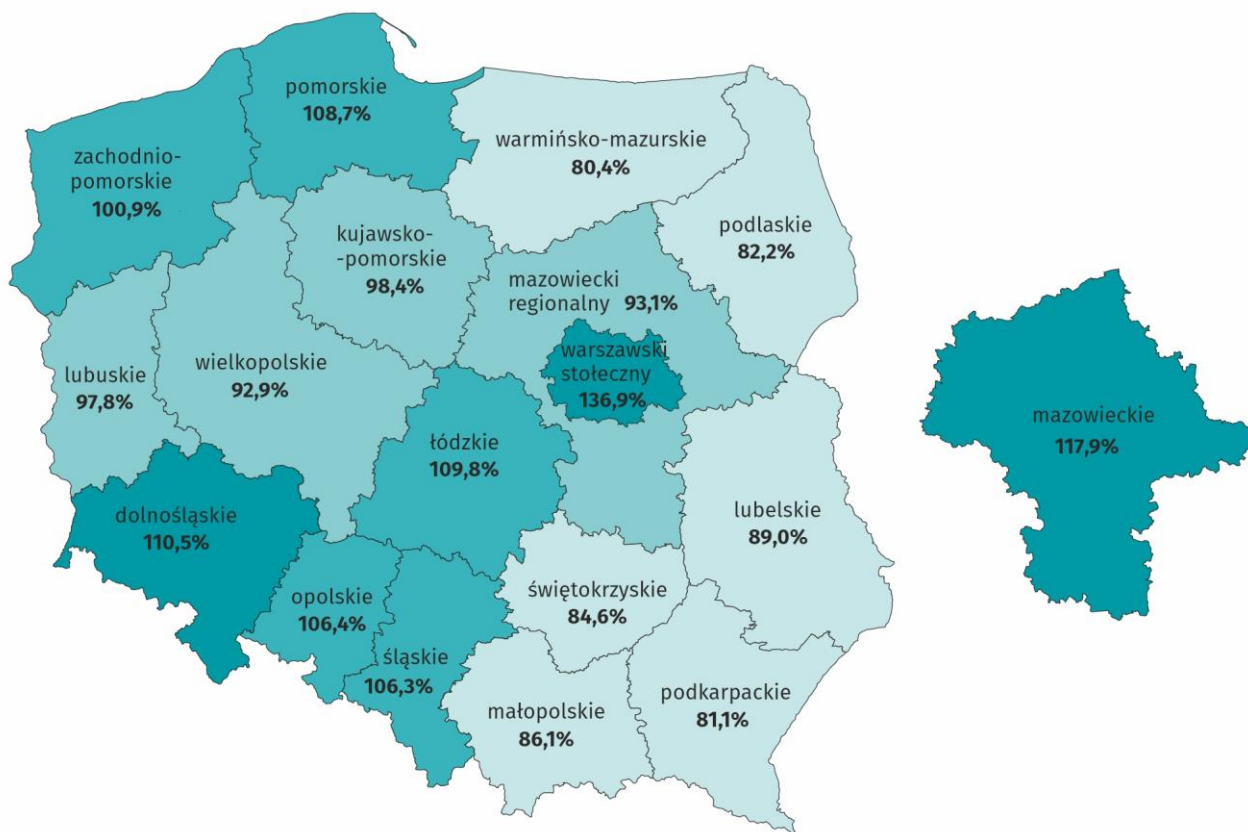 pomorskie
108,7%
warmińsko-mazurskie
80,4%
zachodnio-
pomorskie
100,9%
podlaskie
82,2%
kujawsko-
-pomorskie
98,4%
mazowiecki
regionalny 93,1%
warszawski
stołeczny
136,9%
mazowieckie
117,9%
lubuskie
97,8%
wielkopolskie
92,9%
łódzkie
109,8%
dolnośląskie
110,5%
lubelskie
89,0%
opolskie
106,4%
świętokrzyskie
84,6%
śląskie
106,3%
małopolskie
86,1%
podkarpackie
81,1%